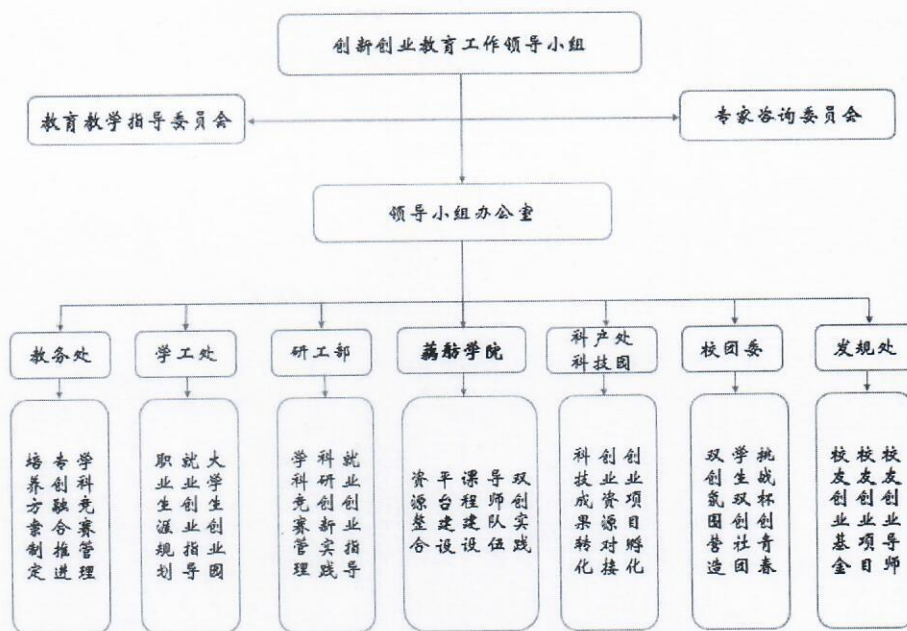 创新创业教育工作领导小组
教育教学指导委员会
专家咨询委员会
领导小组办公室
教务处
学工处
研工部
荔舫学院
科产处
科技园
校团委
发规处
培养方案制定
专创融合推进
学科竞赛管理
职业生涯规划
就业创业指导
大学生创业园
学科竞赛管理
科研创新实践
就业创业指导
资源整合
平台建设
课程建设
导师队伍
双创实践
科技成果转化
创业资源对接
创业项目孵化
双创氛围营造
学生双创社团
挑战杯创青春
校友创业基金
校友创业项目
校友创业导师